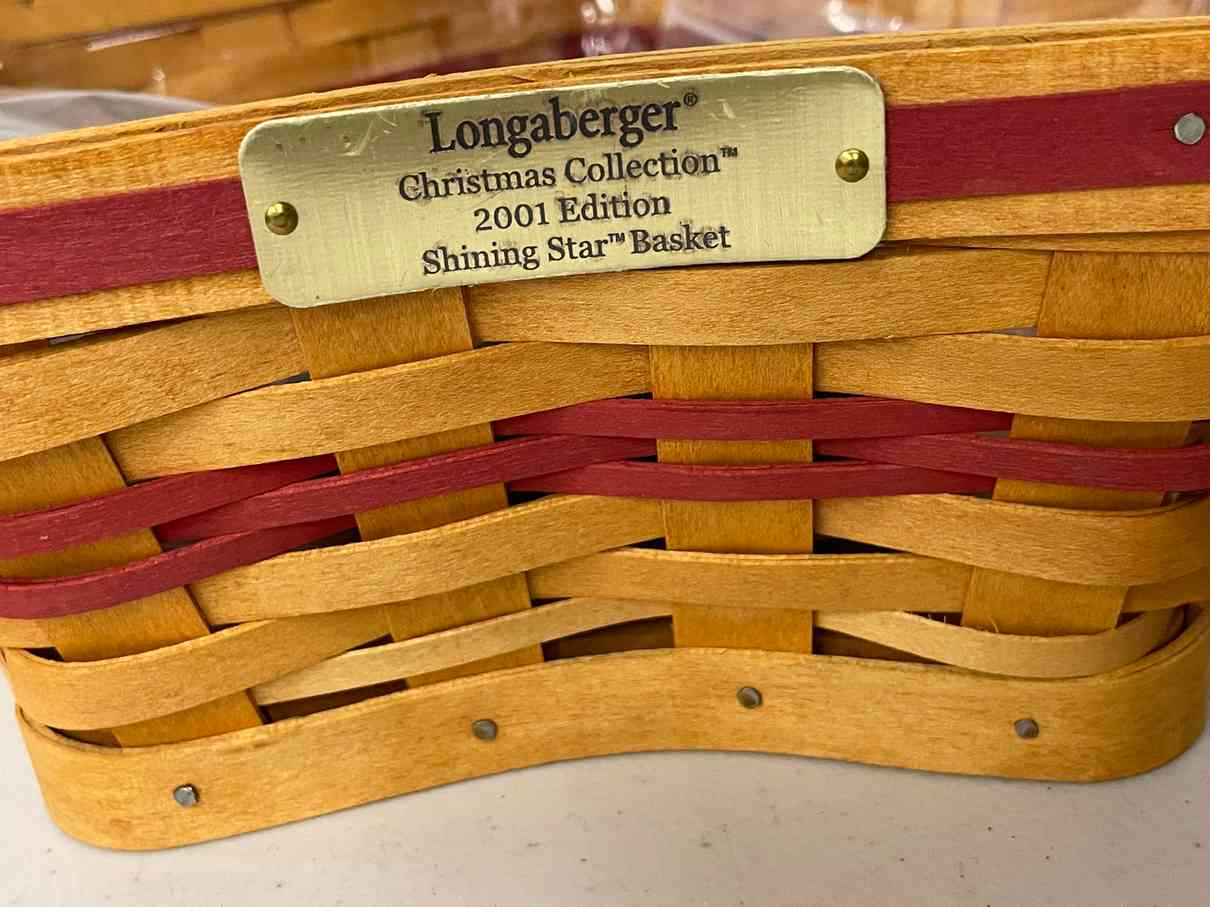 Longaberger®
Christmas Collection™
2001 Edition
Shining Star™ Basket